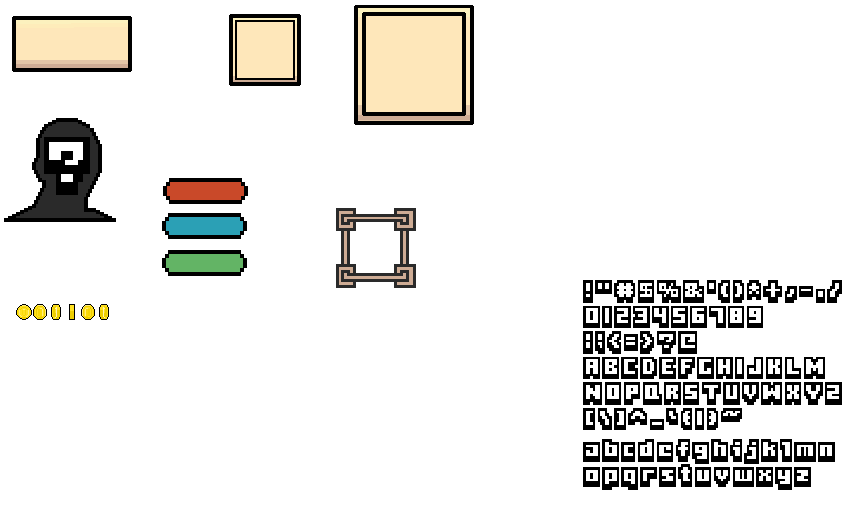 !"#$%&'()*+,-./
0123456789
:;<=>?@
ABCDEFGHIJKLM
NOPQRSTUVWXYZ
[\]^_`{|}~
abcdefghijklmn
opqrstuvwxyz